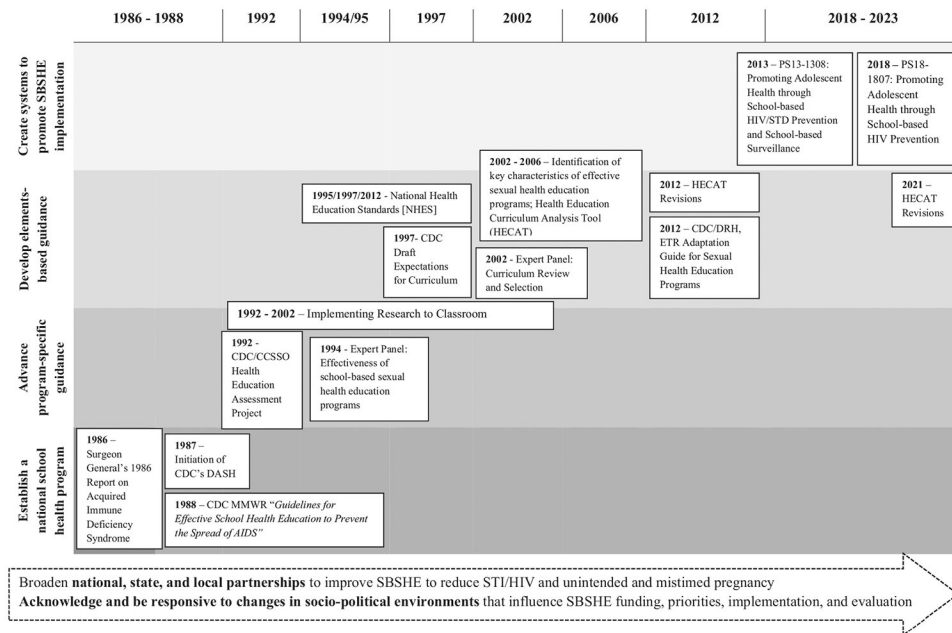 1986 - 1988
1992
1994/95
1997
2002
2006
2012
2018 - 2023
Create systems to
promote SBSHE
implementation
2013 – PS13-1308:
Promoting Adolescent
Health through
School-based
HIV/STD Prevention
and School-based
Surveillance
2018 – PS18-
1807: Promoting
Adolescent
Health through
School-based
HIV Prevention
Develop elements-
based guidance
1995/1997/2012 - National Health
Education Standards [NHES]
1997- CDC
Draft
Expectations
for Curriculum
2002 - 2006 – Identification of
key characteristics of effective
sexual health education
programs; Health Education
Curriculum Analysis Tool
(HECAT)
2002 - Expert Panel:
Curriculum Review
and Selection
2012 – HECAT
Revisions
2012 – CDC/DRH,
ETR Adaptation
Guide for Sexual
Health Education
Programs
2021 –
HECAT
Revisions
Advance
program-specific
guidance
1992 - 2002 – Implementing Research to Classroom
1992 -
CDC/CCSSO
Health
Education
Assessment
Project
1994 - Expert Panel:
Effectiveness of
school-based sexual
health education
programs
Establish a
national school
health program
1986 –
Surgeon
General’s 1986
Report on
Acquired
Immune
Deficiency
Syndrome
1987 –
Initiation of
CDC’s DASH
1988 – CDC MMWR “Guidelines for
Effective School Health Education to Prevent
the Spread of AIDS”
Broaden national, state, and local partnerships to improve SBSHE to reduce STI/HIV and unintended and mistimed pregnancy
Acknowledge and be responsive to changes in socio-political environments that influence SBSHE funding, priorities, implementation, and evaluation